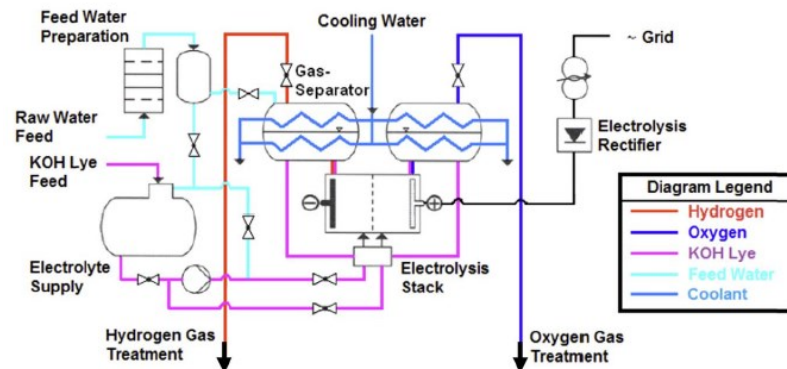 Feed Water
Preparation
Cooling Water
~ Grid
Gas-
Separator
Raw Water
Feed
Electrolysis
Rectifier
KOH Lye
Feed
Diagram Legend
Hydrogen
Oxygen
KOH Lye
Feed Water
Coolant
Electrolyte
Supply
Electrolysis
Stack
Hydrogen Gas
Treatment
Oxygen Gas
Treatment